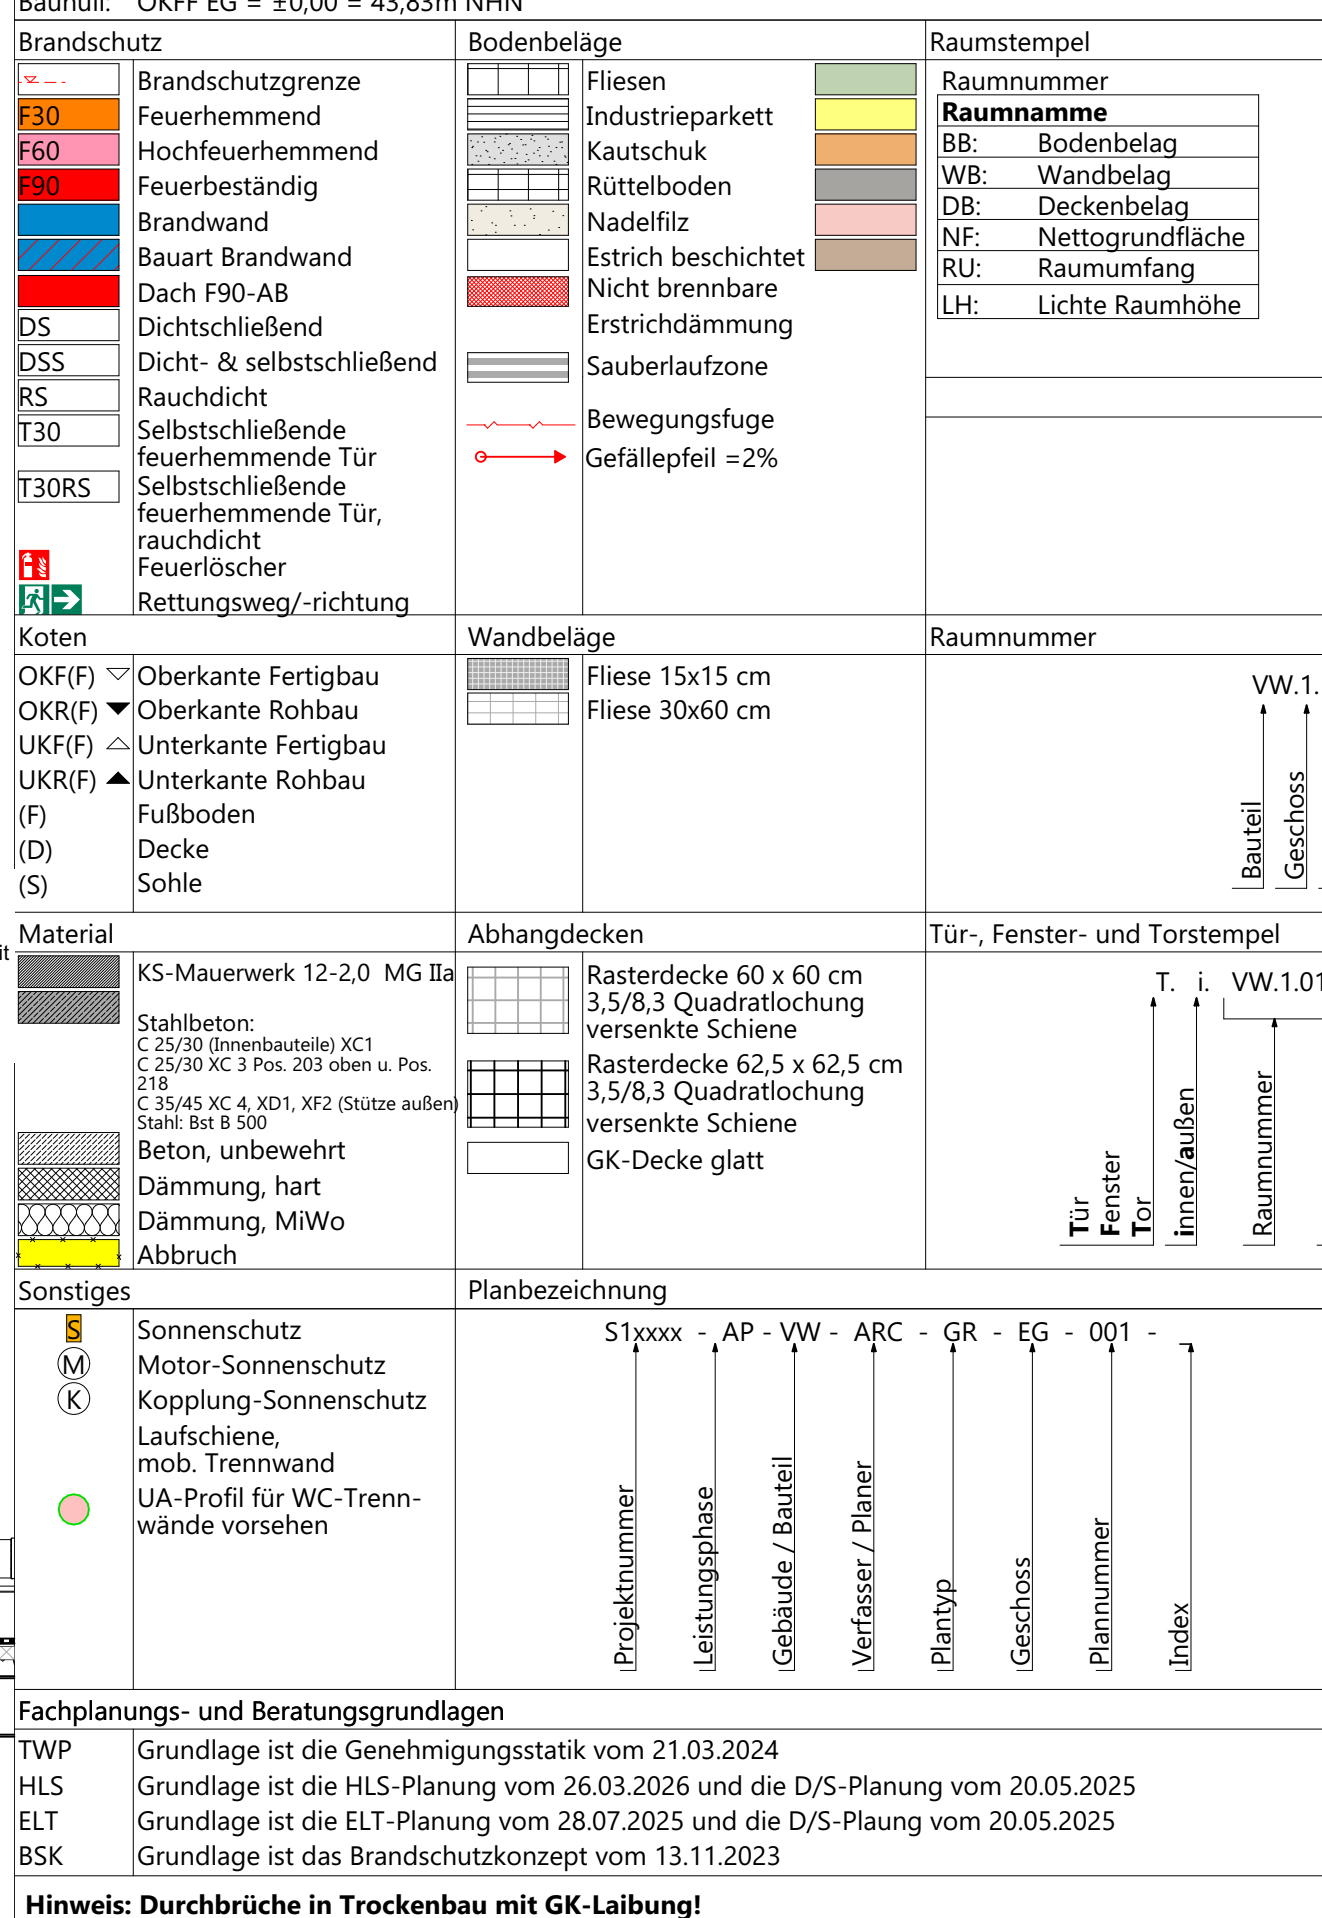 Baunull: OKFF EG = ±0,00 = 43,83m NHN
Brandschutz
Brandschutzgrenze
F30 Feuerhemmend
F60 Hochfeuerhemmend
F90 Feuerbeständig
Brandwand
Bauart Brandwand
Dach F90-AB
DS Dichtschließend
DSS Dicht- & selbstschließend
RS Rauchdicht
T30 Selbstschließende
feuerhemmende Tür
T30RS Selbstschließende
feuerhemmende Tür,
rauchdicht
Feuerlöscher
Rettungsweg/-richtung
Bodenbeläge
Fliesen
Industrieparkett
Kautschuk
Rüttelboden
Nadelfilz
Estrich beschichtet
Nicht brennbare
Erstrichdämmung
Sauberlaufzone
Bewegungsfuge
Gefällepfeil =2%
Raumstempel
Raumnummer
Raumnamme
BB: Bodenbelag
WB: Wandbelag
DB: Deckenbelag
NF: Nettogrundfläche
RU: Raumumfang
LH: Lichte Raumhöhe
Koten
OKF(F) Oberkante Fertigbau
OKR(F) Oberkante Rohbau
UKF(F) Unterkante Fertigbau
UKR(F) Unterkante Rohbau
(F) Fußboden
(D) Decke
(S) Sohle
Wandbeläge
Fliese 15x15 cm
Fliese 30x60 cm
Raumnummer
VW.1.
Bauteil
Geschoss
it
Material
KS-Mauerwerk 12-2,0 MG IIa
Stahlbeton:
C 25/30 (Innenbauteile) XC1
C 25/30 XC 3 Pos. 203 oben u. Pos.
218
C 35/45 XC 4, XD1, XF2 (Stütze außen)
Stahl: Bst B 500
Beton, unbewehrt
Dämmung, hart
Dämmung, MiWo
Abbruch
Abhangdecken
Rasterdecke 60 x 60 cm
3,5/8,3 Quadratlochung
versenkte Schiene
Rasterdecke 62,5 x 62,5 cm
3,5/8,3 Quadratlochung
versenkte Schiene
GK-Decke glatt
Tür-, Fenster- und Torstempel
T. i. VW.1.01
Tür
Fenster
Tor
innen/außen
Raumnummer
Sonstiges
S Sonnenschutz
M Motor-Sonnenschutz
K Kopplung-Sonnenschutz
Laufschiene,
mob. Trennwand
UA-Profil für WC-Trenn-
wände vorsehen
Planbezeichnung
S1xxxx - AP - VW - ARC - GR - EG - 001 - _
Projektnummer
Leistungsphase
Gebäude / Bauteil
Verfasser / Planer
Plantyp
Geschoss
Plannummer
Index
Fachplanungs- und Beratungsgrundlagen
TWP Grundlage ist die Genehmigungsstatik vom 21.03.2024
HLS Grundlage ist die HLS-Planung vom 26.03.2026 und die D/S-Planung vom 20.05.2025
ELT Grundlage ist die ELT-Planung vom 28.07.2025 und die D/S-Plaung vom 20.05.2025
BSK Grundlage ist das Brandschutzkonzept vom 13.11.2023
Hinweis: Durchbrüche in Trockenbau mit GK-Laibung!